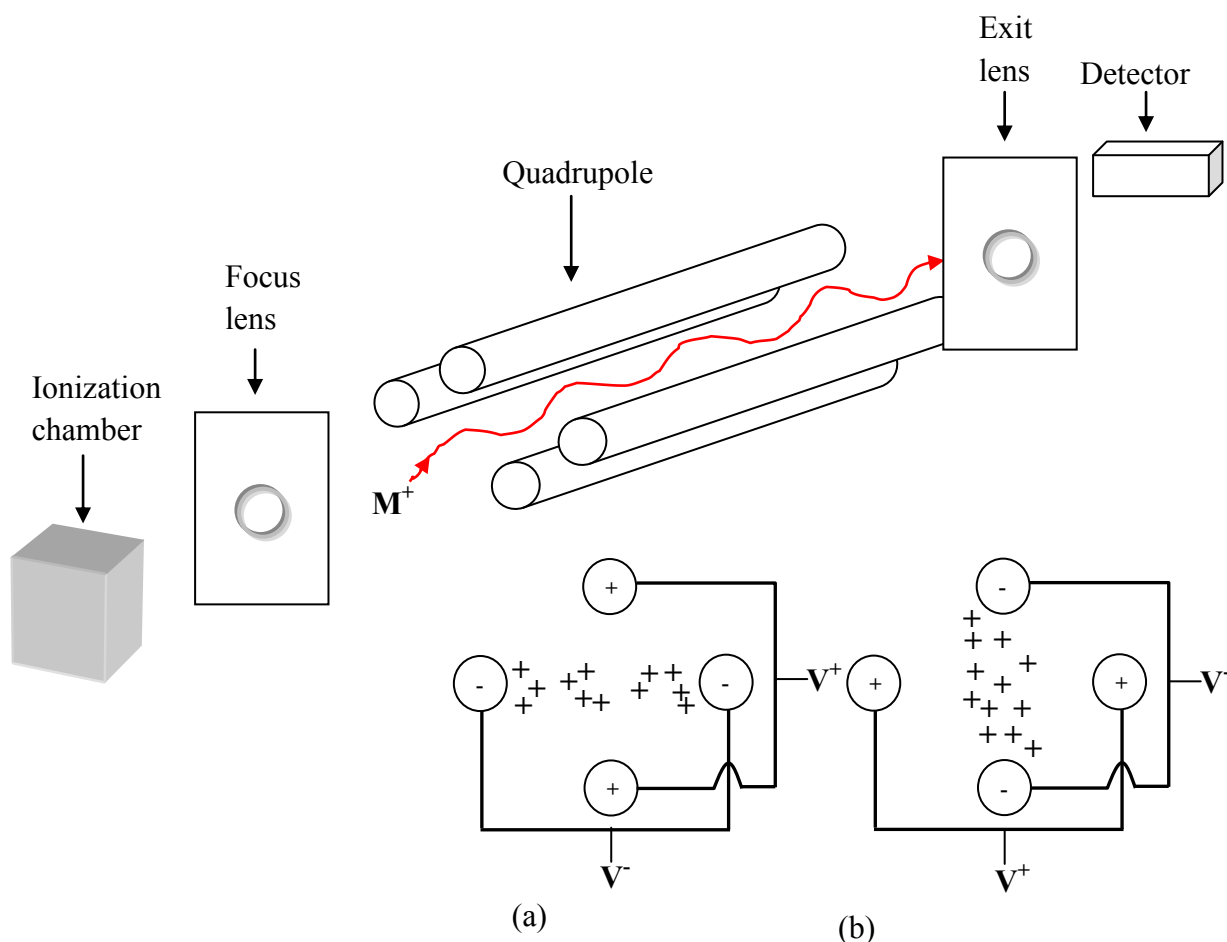 Exit
lens
Detector
Quadrupole
Focus
lens
Ionization
chamber
M⁺
+
-
-
-
V⁺
+
+
V⁻
+
-
V⁻
V⁺
(a)
(b)